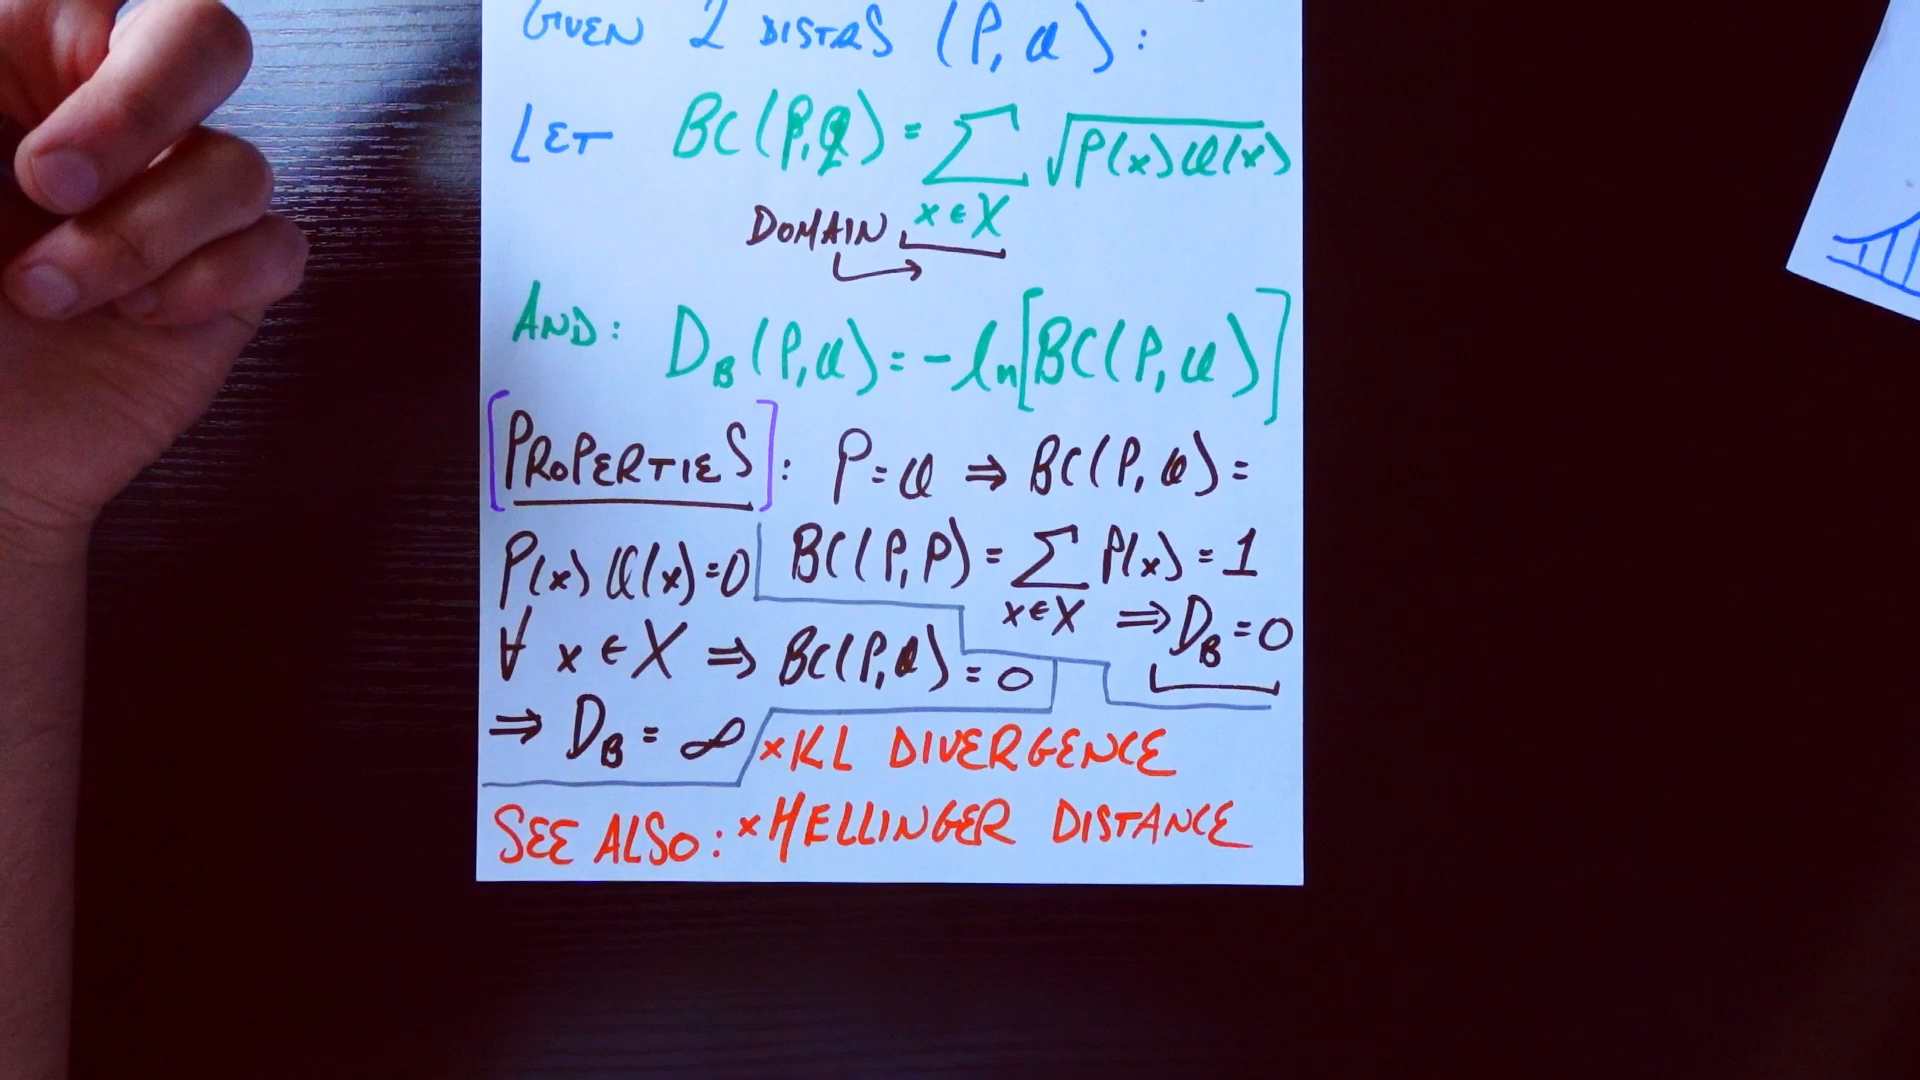 GIVEN 2 DISTRS (P, Q):
LET BC(P,Q) = ∑ √P(x)Q(x)
x ∈ X
DOMAIN
AND: D_B(P,Q) = -ln[BC(P,Q)]
[PROPERTIES]: P=Q ⇒ BC(P,Q) =
BC(P,P) = ∑ P(x) = 1
x∈X ⇒ D_B = 0
P(x)Q(x)=0
∀ x ∈ X ⇒ BC(P,Q) = 0
⇒ D_B = ∞
SEE ALSO: ×KL DIVERGENCE
×HELLINGER DISTANCE